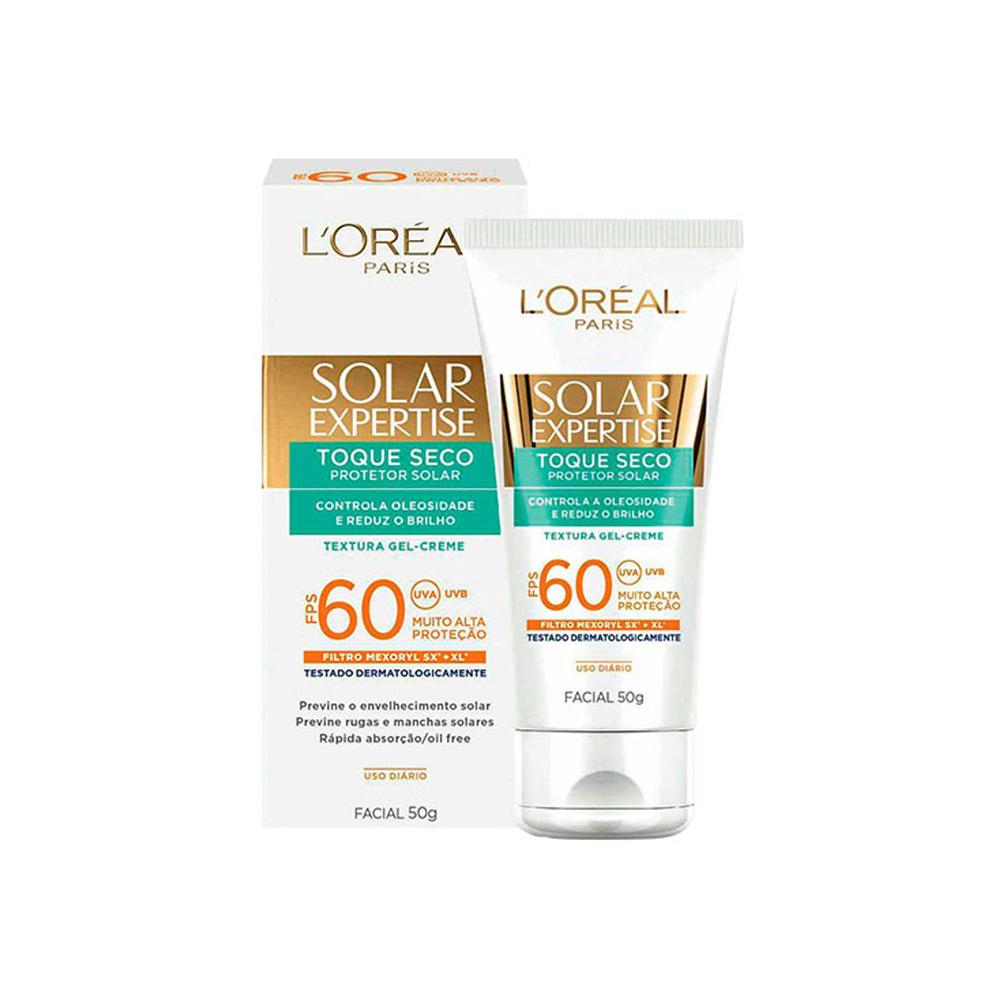 60
L'ORÉA
PARiS
SOLAR
EXPERTISE
TOQUE SECO
PROTETOR SOLAR
CONTROLA OLEOSIDADE
E REDUZ O BRILHO
TEXTURA GEL-CREME
FPS 60 UVA UVB
MUITO ALTA
PROTEÇÃO
FILTRO MEXORYL SX® + XL®
TESTADO DERMATOLOGICAMENTE
Previne o envelhecimento solar
Previne rugas e manchas solares
Rápida absorção/oil free
USO DIÁRIO
FACIAL 50g
L'ORÉAL
PARiS
SOLAR
EXPERTISE
TOQUE SECO
PROTETOR SOLAR
CONTROLA A OLEOSIDADE
E REDUZ O BRILHO
TEXTURA GEL-CREME
FPS 60 UVA UVB
MUITO ALTA
PROTEÇÃO
FILTRO MEXORYL SX® + XL®
TESTADO DERMATOLOGICAMENTE
USO DIÁRIO
FACIAL 50g